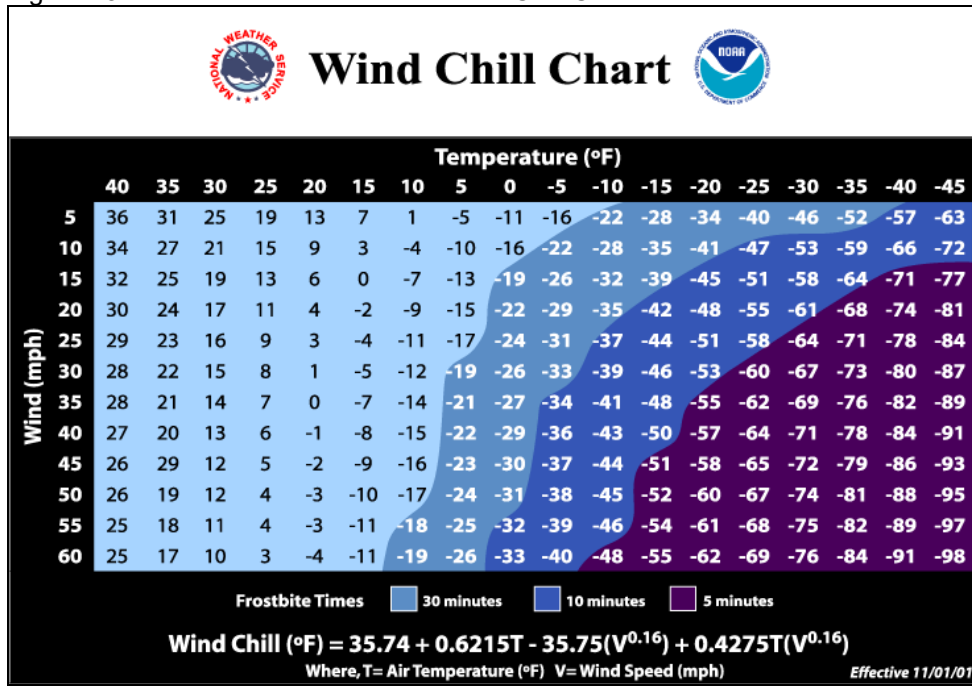 Wind Chill Chart
NATIONAL WEATHER SERVICE
NOAA
NATIONAL OCEANIC AND ATMOSPHERIC ADMINISTRATION
U.S. DEPARTMENT OF COMMERCE
Temperature (ºF)
40 35 30 25 20 15 10 5 0 -5 -10 -15 -20 -25 -30 -35 -40 -45
Wind (mph)
5 36 31 25 19 13 7 1 -5 -11 -16 -22 -28 -34 -40 -46 -52 -57 -63
10 34 27 21 15 9 3 -4 -10 -16 -22 -28 -35 -41 -47 -53 -59 -66 -72
15 32 25 19 13 6 0 -7 -13 -19 -26 -32 -39 -45 -51 -58 -64 -71 -77
20 30 24 17 11 4 -2 -9 -15 -22 -29 -35 -42 -48 -55 -61 -68 -74 -81
25 29 23 16 9 3 -4 -11 -17 -24 -31 -37 -44 -51 -58 -64 -71 -78 -84
30 28 22 15 8 1 -5 -12 -19 -26 -33 -39 -46 -53 -60 -67 -73 -80 -87
35 28 21 14 7 0 -7 -14 -21 -27 -34 -41 -48 -55 -62 -69 -76 -82 -89
40 27 20 13 6 -1 -8 -15 -22 -29 -36 -43 -50 -57 -64 -71 -78 -84 -91
45 26 29 12 5 -2 -9 -16 -23 -30 -37 -44 -51 -58 -65 -72 -79 -86 -93
50 26 19 12 4 -3 -10 -17 -24 -31 -38 -45 -52 -60 -67 -74 -81 -88 -95
55 25 18 11 4 -3 -11 -18 -25 -32 -39 -46 -54 -61 -68 -75 -82 -89 -97
60 25 17 10 3 -4 -11 -19 -26 -33 -40 -48 -55 -62 -69 -76 -84 -91 -98
Frostbite Times 30 minutes 10 minutes 5 minutes
Wind Chill (ºF) = 35.74 + 0.6215T - 35.75(V^0.16) + 0.4275T(V^0.16)
Where, T= Air Temperature (ºF) V= Wind Speed (mph)
Effective 11/01/01